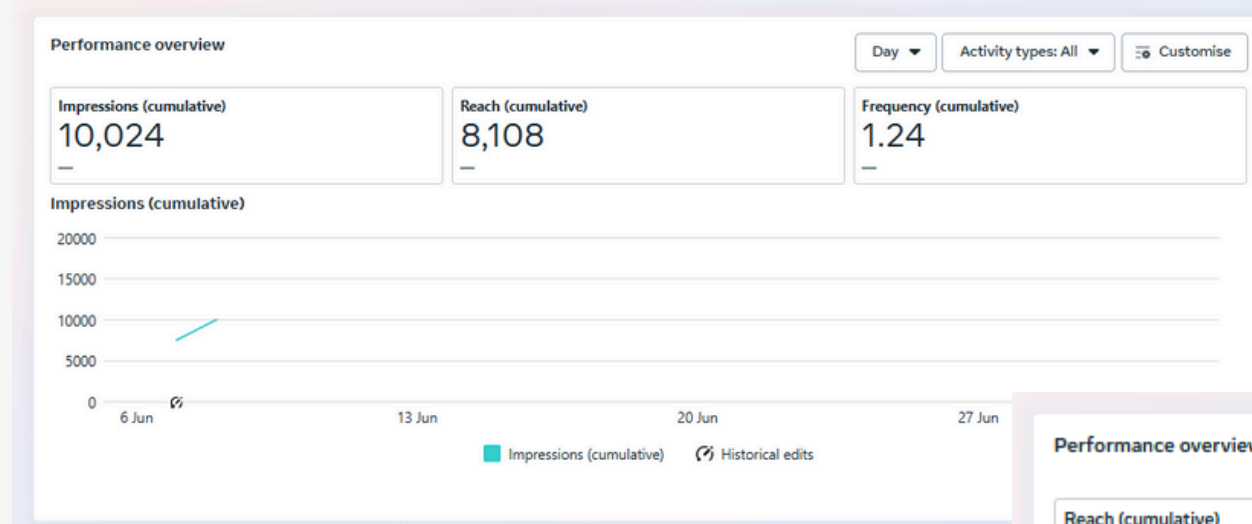 Performance overview
Day
Activity types: All
Customise
Impressions (cumulative)
10,024
—
Reach (cumulative)
8,108
—
Frequency (cumulative)
1.24
—
Impressions (cumulative)
20000
15000
10000
5000
0
6 Jun
13 Jun
20 Jun
27 Jun
Impressions (cumulative)
Historical edits
Performance overview
Reach (cumulative)